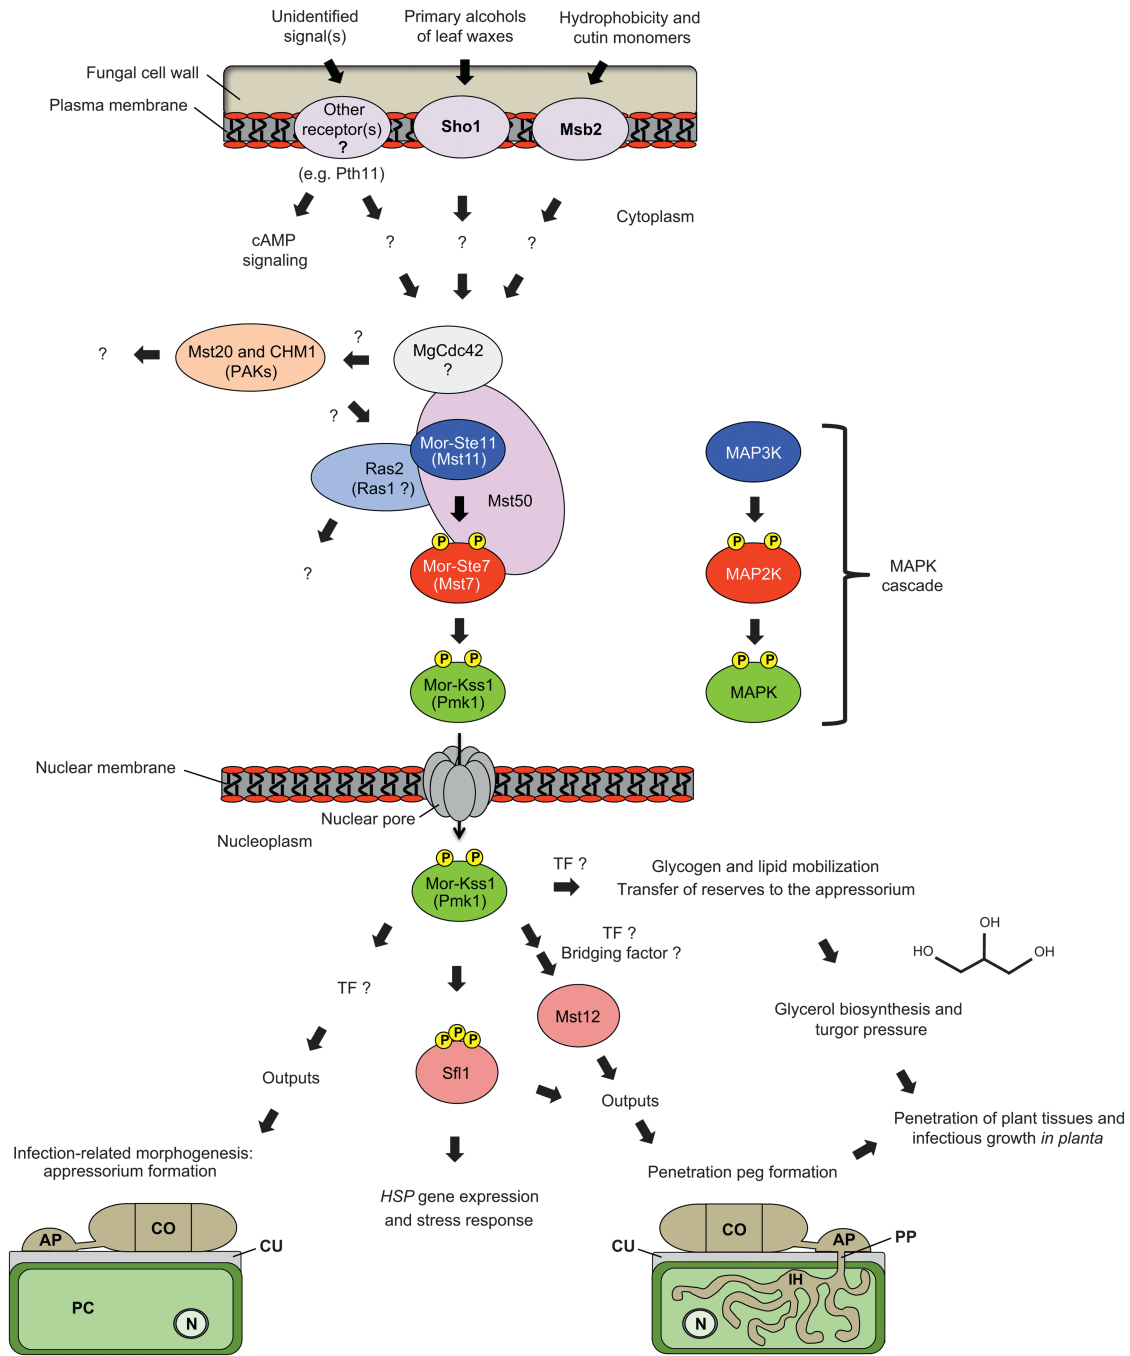 Unidentified
signal(s)
Primary alcohols
of leaf waxes
Hydrophobicity and
cutin monomers
Fungal cell wall
Plasma membrane
Other
receptor(s)
?
Sho1
Msb2
(e.g. Pth11)
Cytoplasm
cAMP
signaling
?
?
?
?
Mst20 and CHM1
(PAKs)
?
MgCdc42
?
?
Mor-Ste11
(Mst11)
Ras2
(Ras1 ?)
Mst50
P P
Mor-Ste7
(Mst7)
?
P P
Mor-Kss1
(Pmk1)
MAP3K
P P
MAP2K
P P
MAPK
MAPK
cascade
Nuclear membrane
Nuclear pore
Nucleoplasm
P P
Mor-Kss1
(Pmk1)
TF ?
Glycogen and lipid mobilization
Transfer of reserves to the appressorium
TF ?
Bridging factor ?
OH
HO
OH
TF ?
Mst12
Glycerol biosynthesis and
turgor pressure
P P P
Sfl1
Outputs
Outputs
Penetration of plant tissues and
infectious growth in planta
Infection-related morphogenesis:
appressorium formation
Penetration peg formation
HSP gene expression
and stress response
AP
CO
CU
PC
N
CO
AP
PP
CU
IH
N